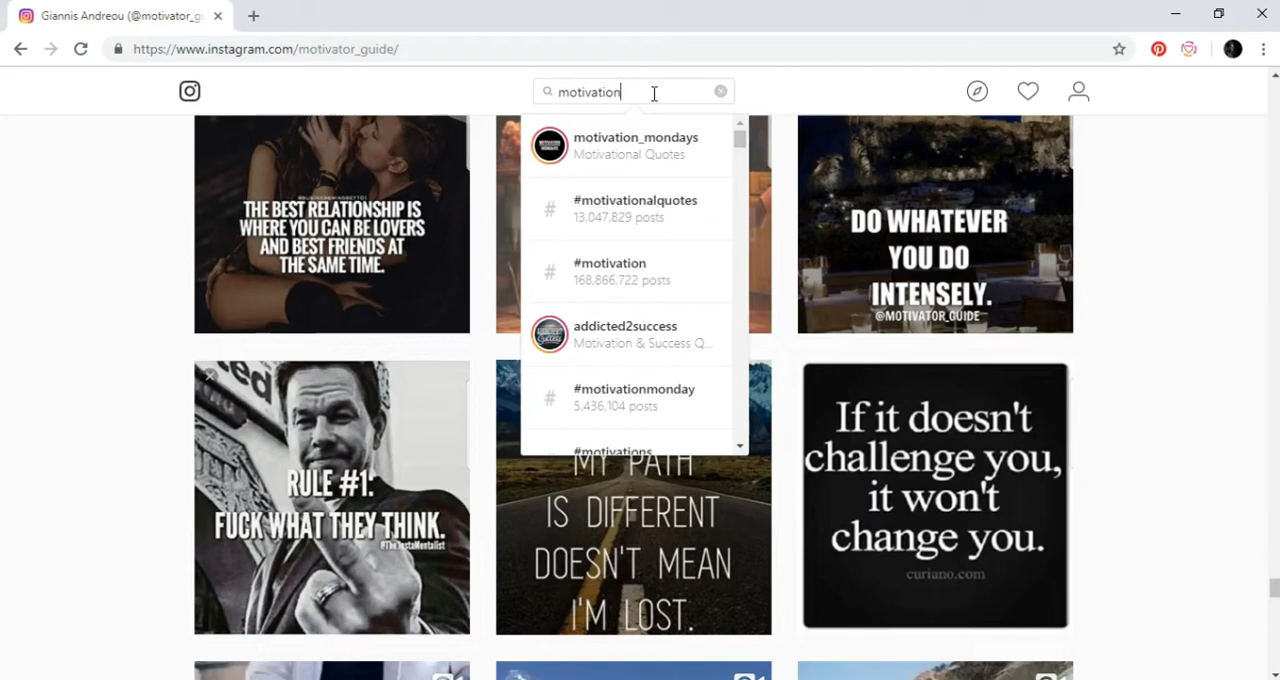 Giannis Andreou (@motivator_gu
https://www.instagram.com/motivator_guide/
motivation
motivation_mondays
Motivational Quotes
#motivationalquotes
13,047,829 posts
#motivation
168,866,722 posts
addicted2success
Motivation & Success Q...
#motivationmonday
5,436,104 posts
#motivations
THE BEST RELATIONSHIP IS
WHERE YOU CAN BE LOVERS
AND BEST FRIENDS AT
THE SAME TIME.
DO WHATEVER
YOU DO
INTENSELY.
@MOTIVATOR_GUIDE
ced
RULE #1:
FUCK WHAT THEY THINK.
@TheInstaMentalist
MY PATH
IS DIFFERENT
DOESN'T MEAN
I'M LOST.
If it doesn't
challenge you,
it won't
change you.
curiano.com